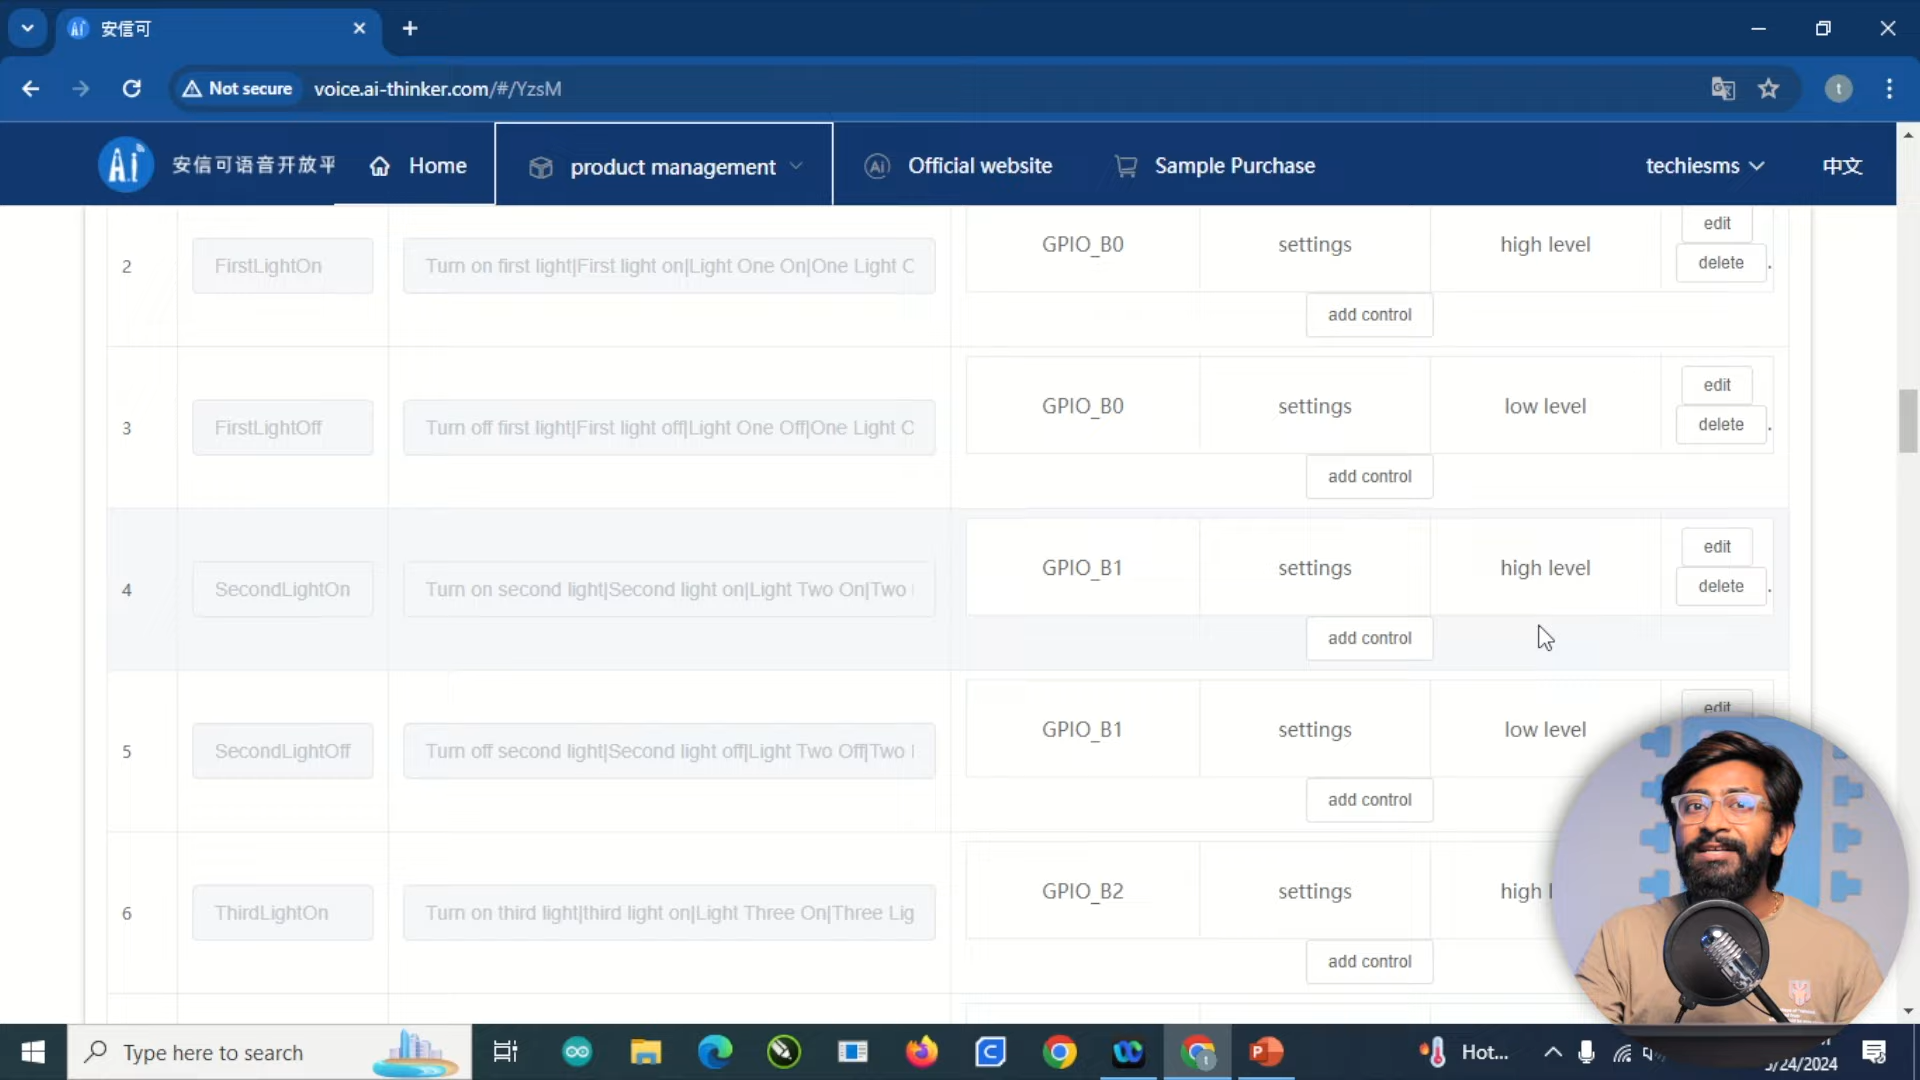 安信可
Not secure
voice.ai-thinker.com/#/YzsM
t
Ai
安信可语音开放平
Home
product management
Official website
Sample Purchase
techiesms
中文
2
FirstLightOn
Turn on first light|First light on|Light One On|One Light
GPIO_B0
settings
high level
edit
delete
add control
3
FirstLightOff
Turn off first light|First light off|Light One Off|One Light
GPIO_B0
settings
low level
edit
delete
add control
4
SecondLightOn
Turn on second light|Second light on|Light Two On|Two
GPIO_B1
settings
high level
edit
delete
add control
5
SecondLightOff
Turn off second light|Second light off|Light Two Off|Two
GPIO_B1
settings
low level
edit
add control
6
ThirdLightOn
Turn on third light|third light on|Light Three On|Three Lig
GPIO_B2
settings
high
add control
Type here to search
Hot...
/24/2024